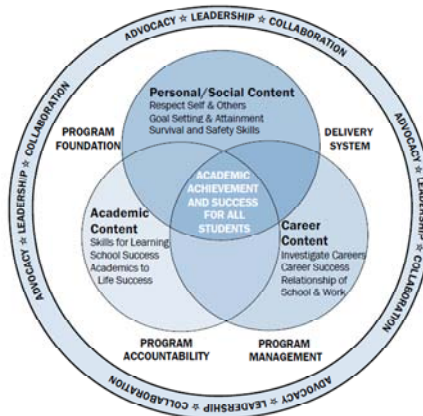 ADVOCACY ☆ LEADERSHIP ☆ COLLABORATION
ADVOCACY ☆ LEADERSHIP ☆ COLLABORATION
ADVOCACY ☆ LEADERSHIP ☆ COLLABORATION
ADVOCACY ☆ LEADERSHIP ☆ COLLABORATION
Personal/Social Content
Respect Self & Others
Goal Setting & Attainment
Survival and Safety Skills
PROGRAM
FOUNDATION
DELIVERY
SYSTEM
ACADEMIC
ACHIEVEMENT
AND SUCCESS
FOR ALL
STUDENTS
Academic
Content
Skills for Learning
School Success
Academics to
Life Success
Career
Content
Investigate Careers
Career Success
Relationship of
School & Work
PROGRAM
ACCOUNTABILITY
PROGRAM
MANAGEMENT